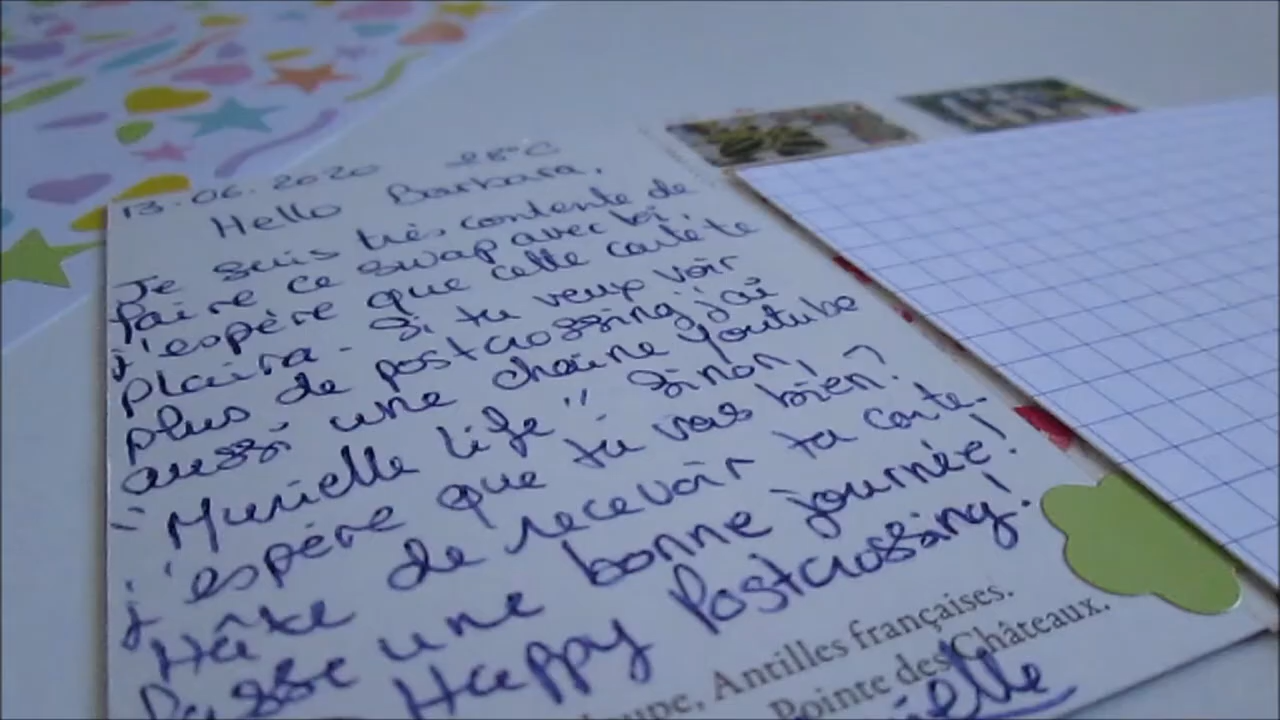 13.06.2020 28°C
Hello Barbara,
Je suis très contente de
faire ce swap avec toi
j'espère que cette carte te
plaira. Si tu veux voir
plus de postcrossing j'ai
aussi une chaîne youtube
"Murielle Life". Sinon,
j'espère que tu vas bien?
Hâte de recevoir ta carte.
Passe une bonne journée!
Happy Postcrossing!
oupe, Antilles françaises.
Pointe des Châteaux.
ielle